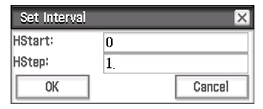 Set Interval
HStart: 0
HStep: 1.
OK Cancel